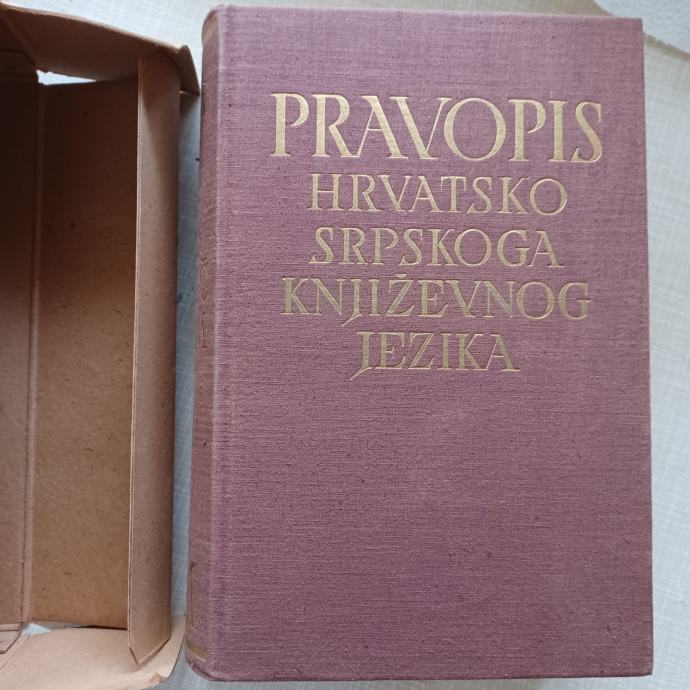 PRAVOPIS
HRVATSKO
SRPSKOGA
KNJIŽEVNOG
JEZIKA